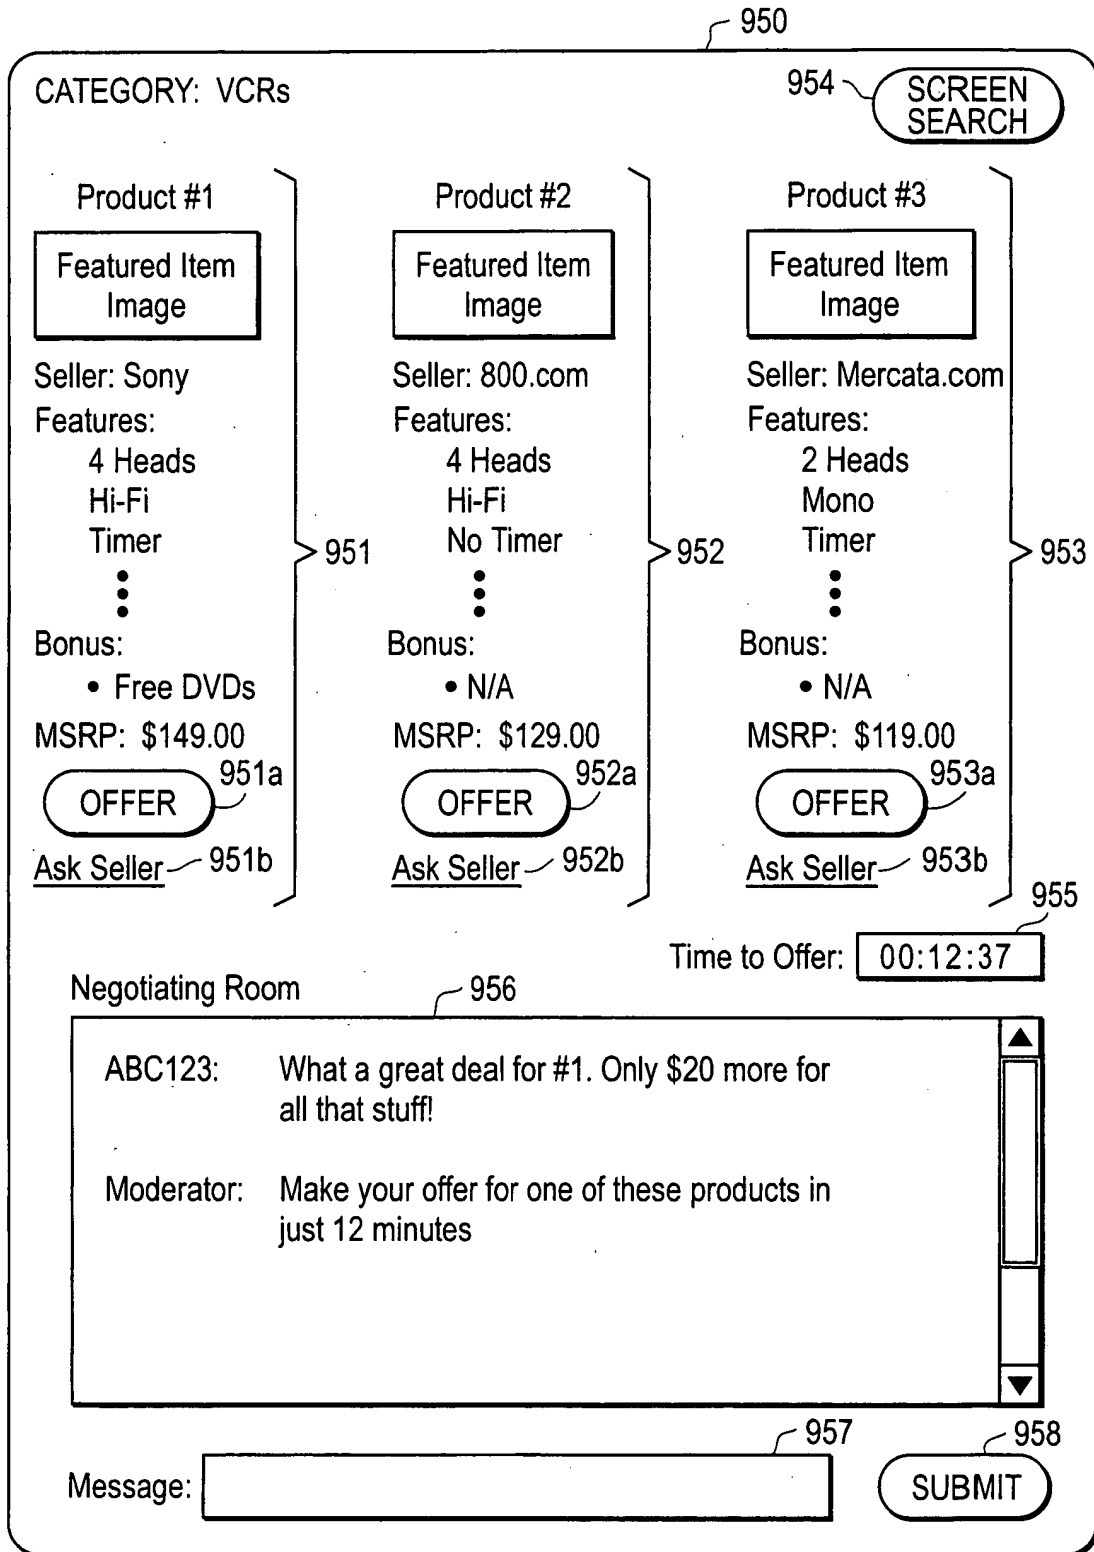 950
CATEGORY: VCRs
954
SCREEN
SEARCH
Product #1
Featured Item
Image
Seller: Sony
Features:
4 Heads
Hi-Fi
Timer
Bonus:
• Free DVDs
MSRP: $149.00
OFFER
951a
Ask Seller
951b
951
Product #2
Featured Item
Image
Seller: 800.com
Features:
4 Heads
Hi-Fi
No Timer
Bonus:
• N/A
MSRP: $129.00
OFFER
952a
Ask Seller
952b
952
Product #3
Featured Item
Image
Seller: Mercata.com
Features:
2 Heads
Mono
Timer
Bonus:
• N/A
MSRP: $119.00
OFFER
953a
Ask Seller
953b
953
955
Time to Offer: 00:12:37
Negotiating Room
956
ABC123: What a great deal for #1. Only $20 more for
all that stuff!
Moderator: Make your offer for one of these products in
just 12 minutes
957
958
Message:
SUBMIT